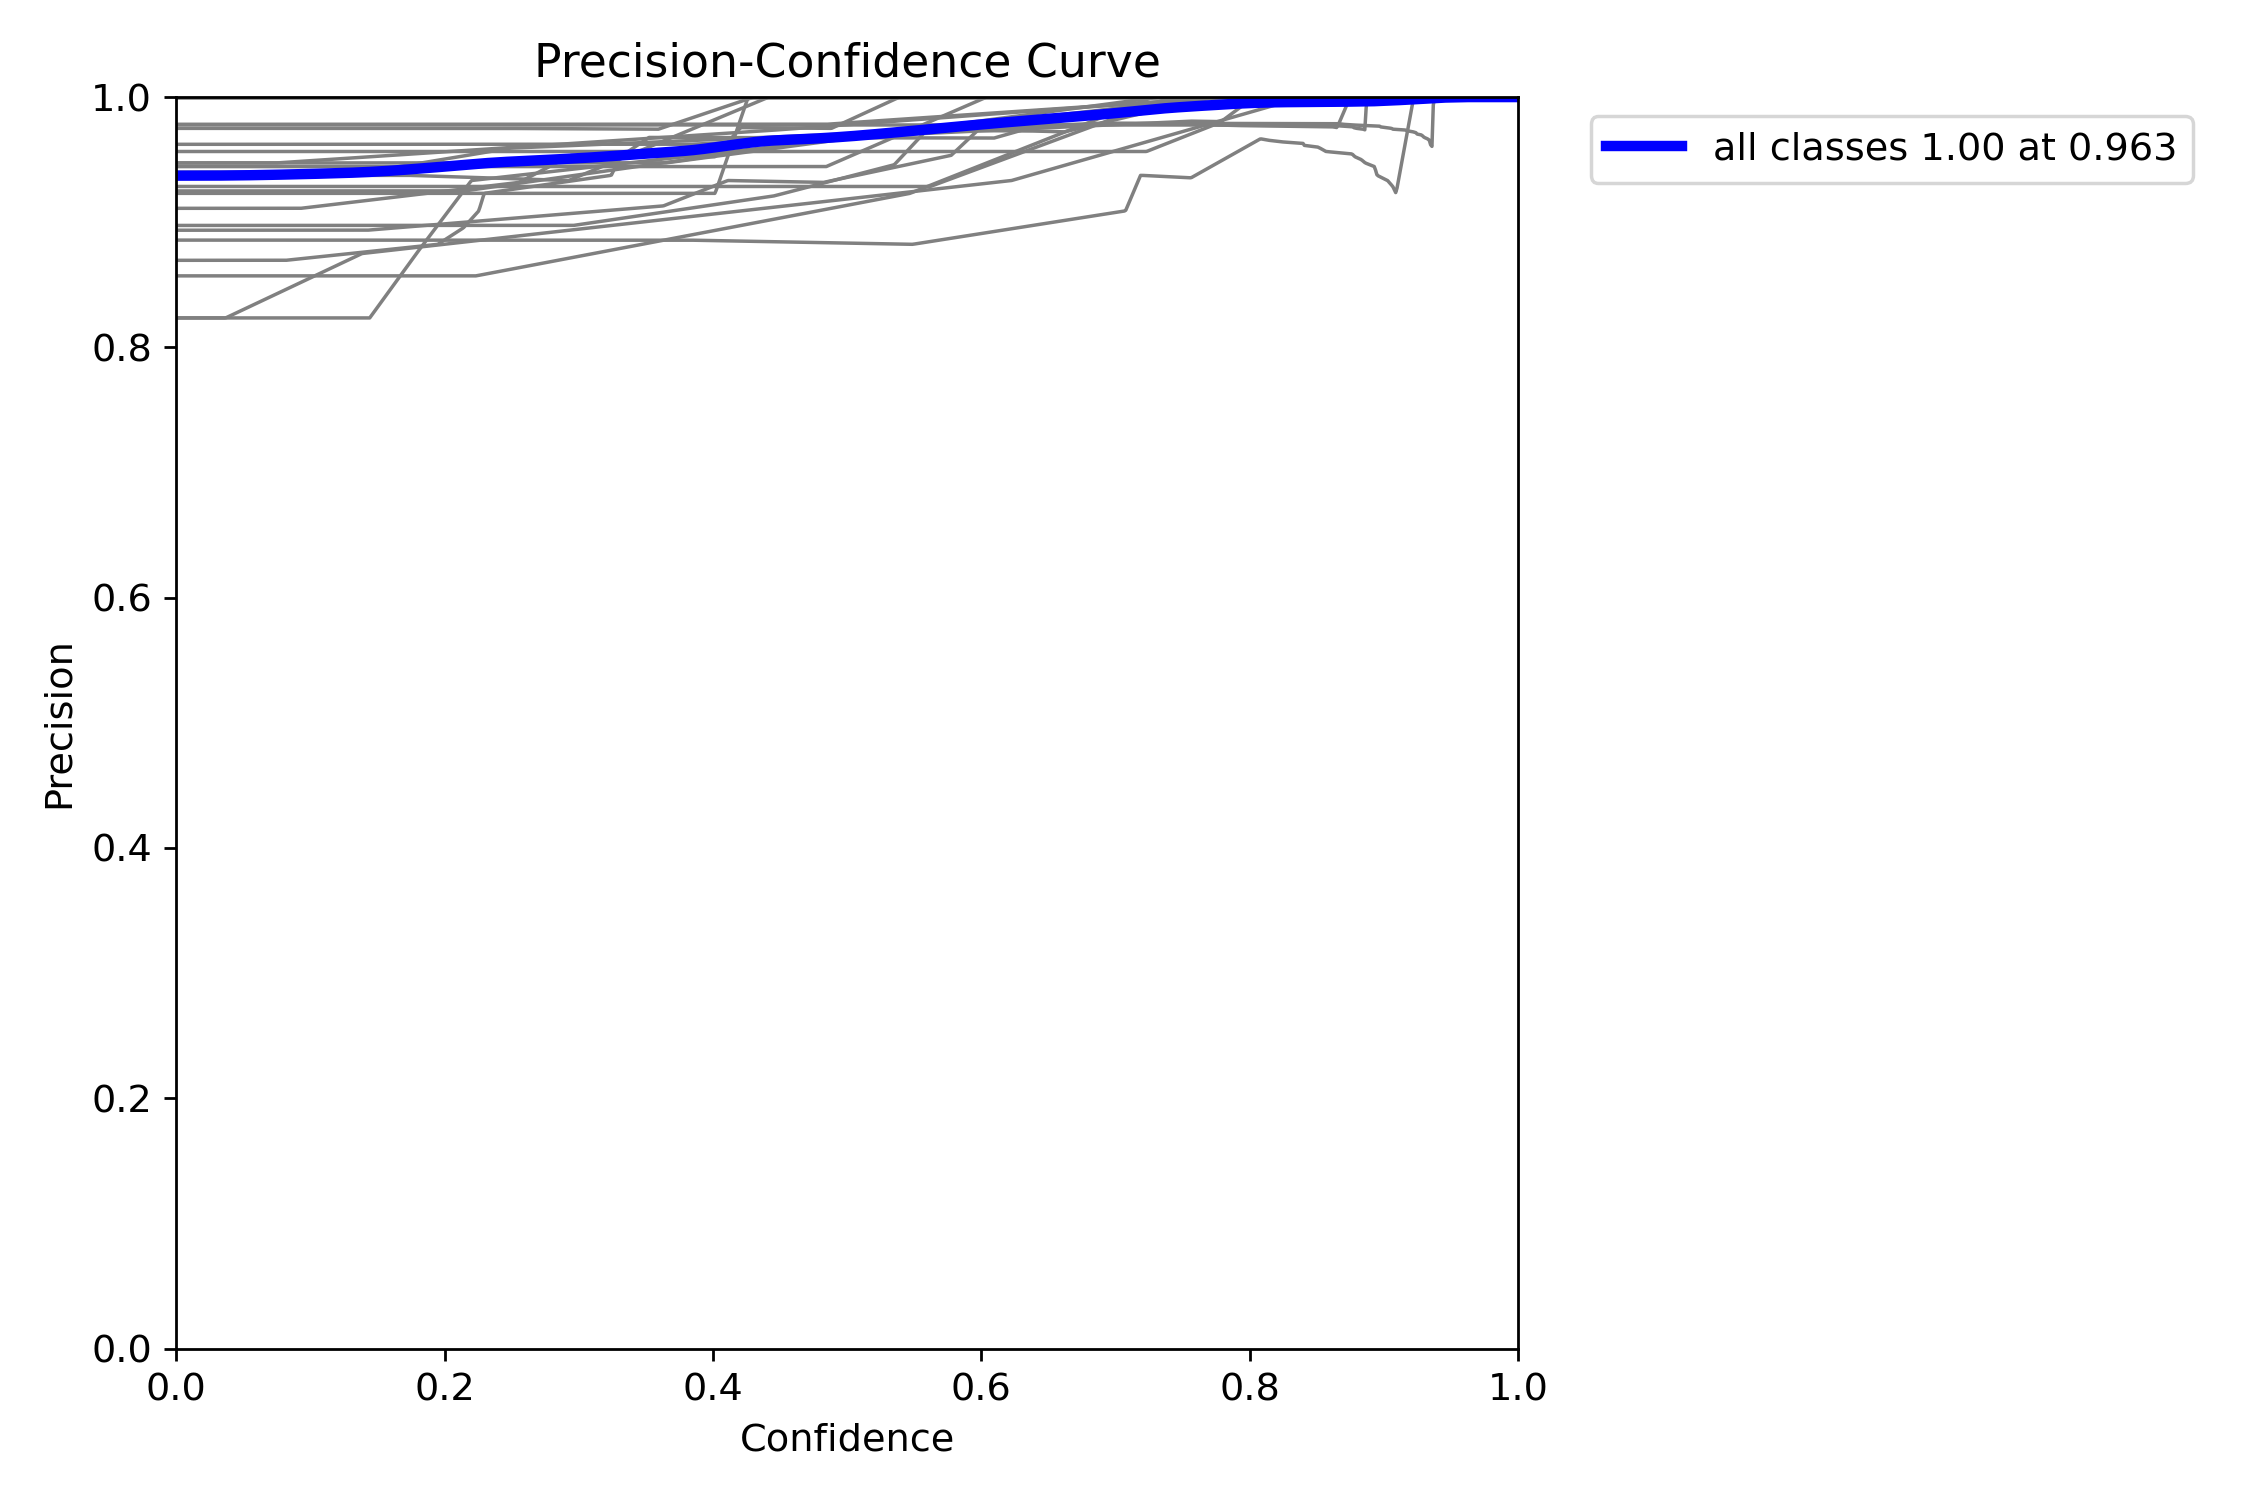 Precision-Confidence Curve
1.0
0.8
0.6
0.4
0.2
0.0
Precision
0.0 0.2 0.4 0.6 0.8 1.0
Confidence
all classes 1.00 at 0.963